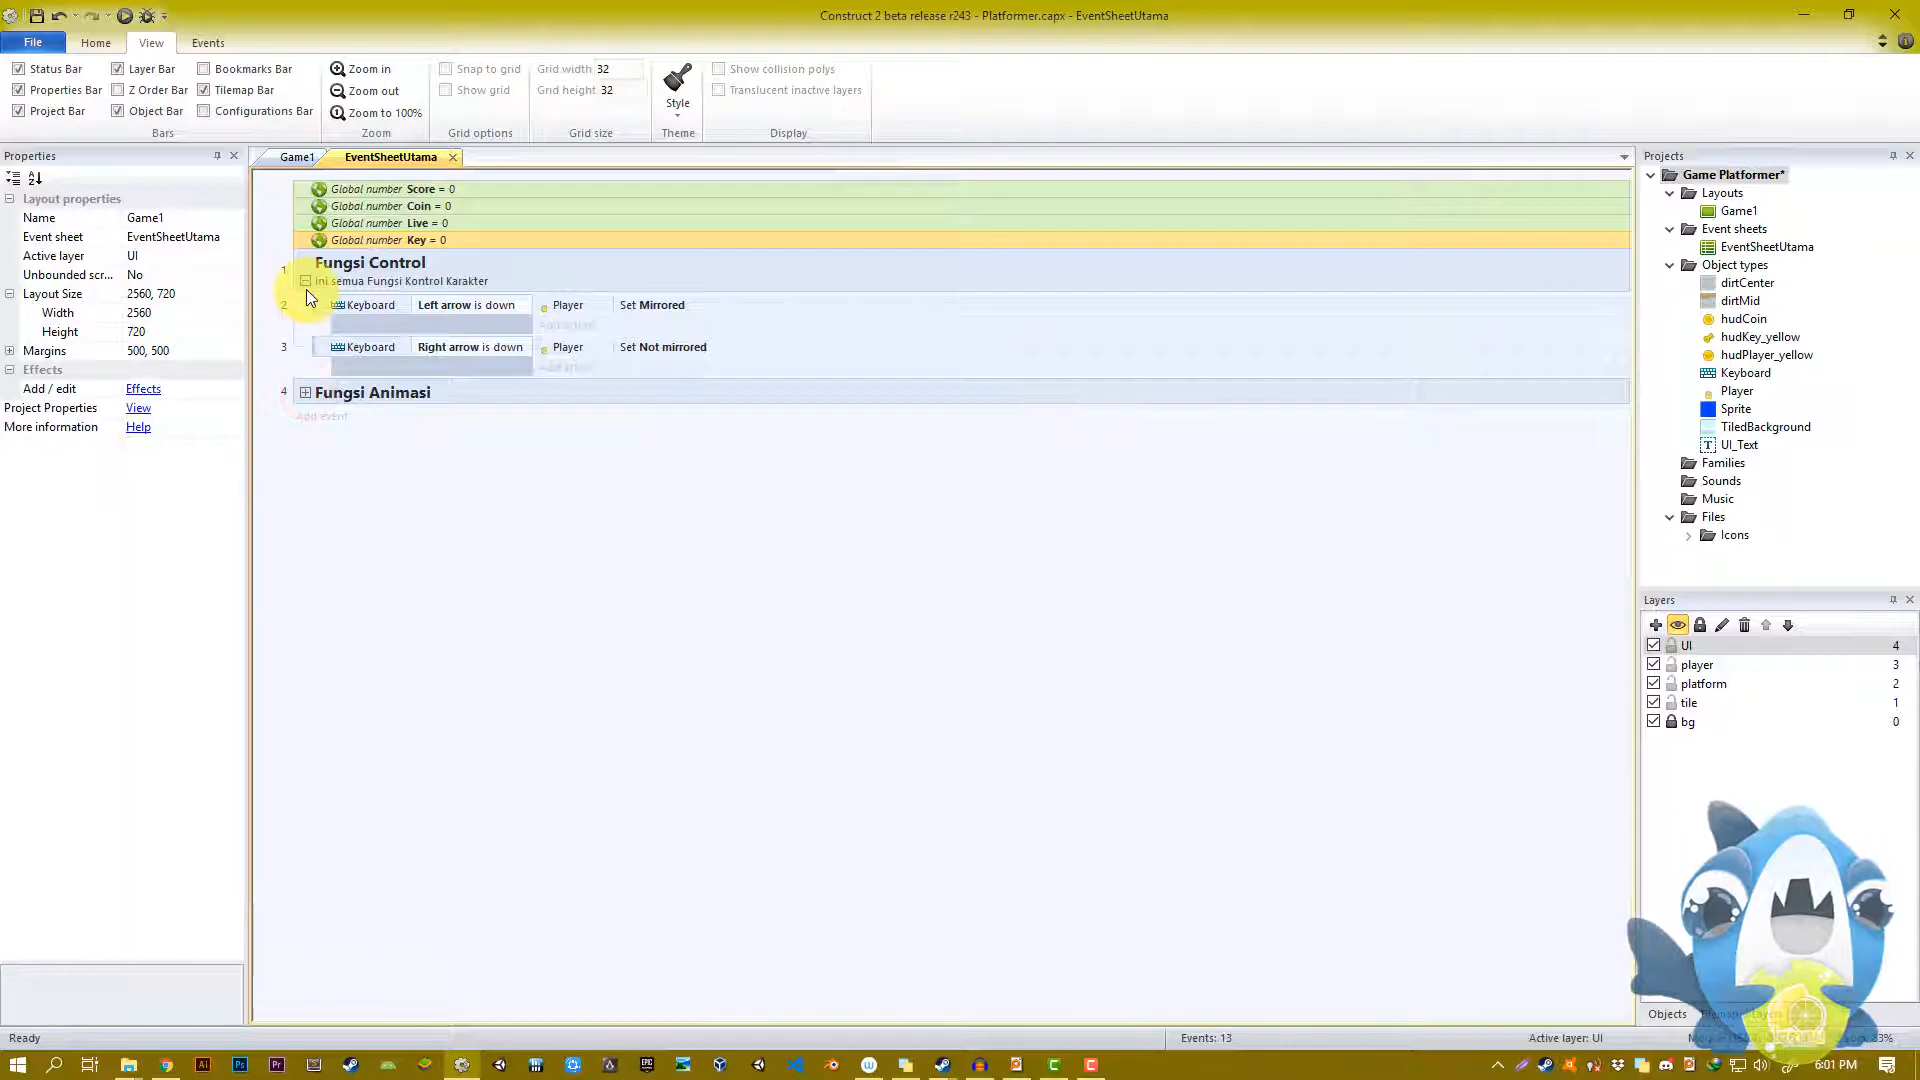 Construct 2 beta release r243 - Platformer.capx - EventSheetUtama
File Home View Events
Status Bar Layer Bar Bookmarks Bar Zoom in Snap to grid Grid width 32 Show collision polys
Properties Bar Z Order Bar Tilemap Bar Zoom out Show grid Grid height 32 Translucent inactive layers
Project Bar Object Bar Configurations Bar Zoom to 100% Style
Bars Zoom Grid options Grid size Theme Display
Properties
Layout properties
Name Game1
Event sheet EventSheetUtama
Active layer UI
Unbounded scr... No
Layout Size 2560, 720
Width 2560
Height 720
Margins 500, 500
Effects
Add / edit Effects
Project Properties View
More information Help
Game1 EventSheetUtama
Global number Score = 0
Global number Coin = 0
Global number Live = 0
Global number Key = 0
1 Fungsi Control
Ini semua Fungsi Kontrol Karakter
2 Keyboard Left arrow is down Player Set Mirrored
Add action
3 Keyboard Right arrow is down Player Set Not mirrored
Add action
4 Fungsi Animasi
Add event
Projects
Game Platformer*
Layouts
Game1
Event sheets
EventSheetUtama
Object types
dirtCenter
dirtMid
hudCoin
hudKey_yellow
hudPlayer_yellow
Keyboard
Player
Sprite
TiledBackground
T UI_Text
Families
Sounds
Music
Files
Icons
Layers
UI 4
player 3
platform 2
tile 1
bg 0
Objects
Ready Events: 13 Active layer: UI
6:01 PM